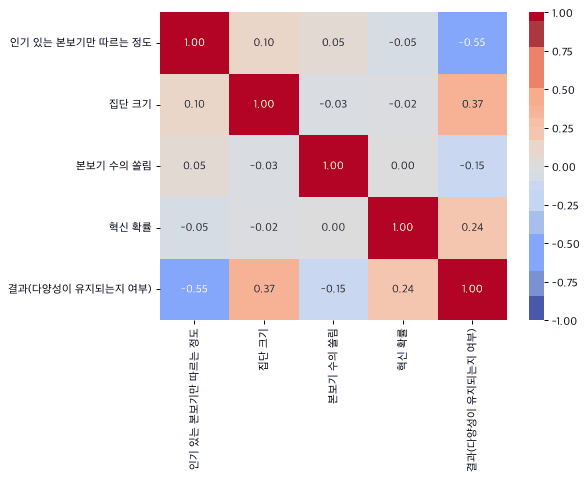 인기 있는 본보기만 따르는 정도 1.00 0.10 0.05 -0.05 -0.55
집단 크기 0.10 1.00 -0.03 -0.02 0.37
본보기 수의 쏠림 0.05 -0.03 1.00 0.00 -0.15
혁신 확률 -0.05 -0.02 0.00 1.00 0.24
결과(다양성이 유지되는지 여부) -0.55 0.37 -0.15 0.24 1.00
인기 있는 본보기만 따르는 정도
집단 크기
본보기 수의 쏠림
혁신 확률
결과(다양성이 유지되는지 여부)
1.00
0.75
0.50
0.25
0.00
-0.25
-0.50
-0.75
-1.00